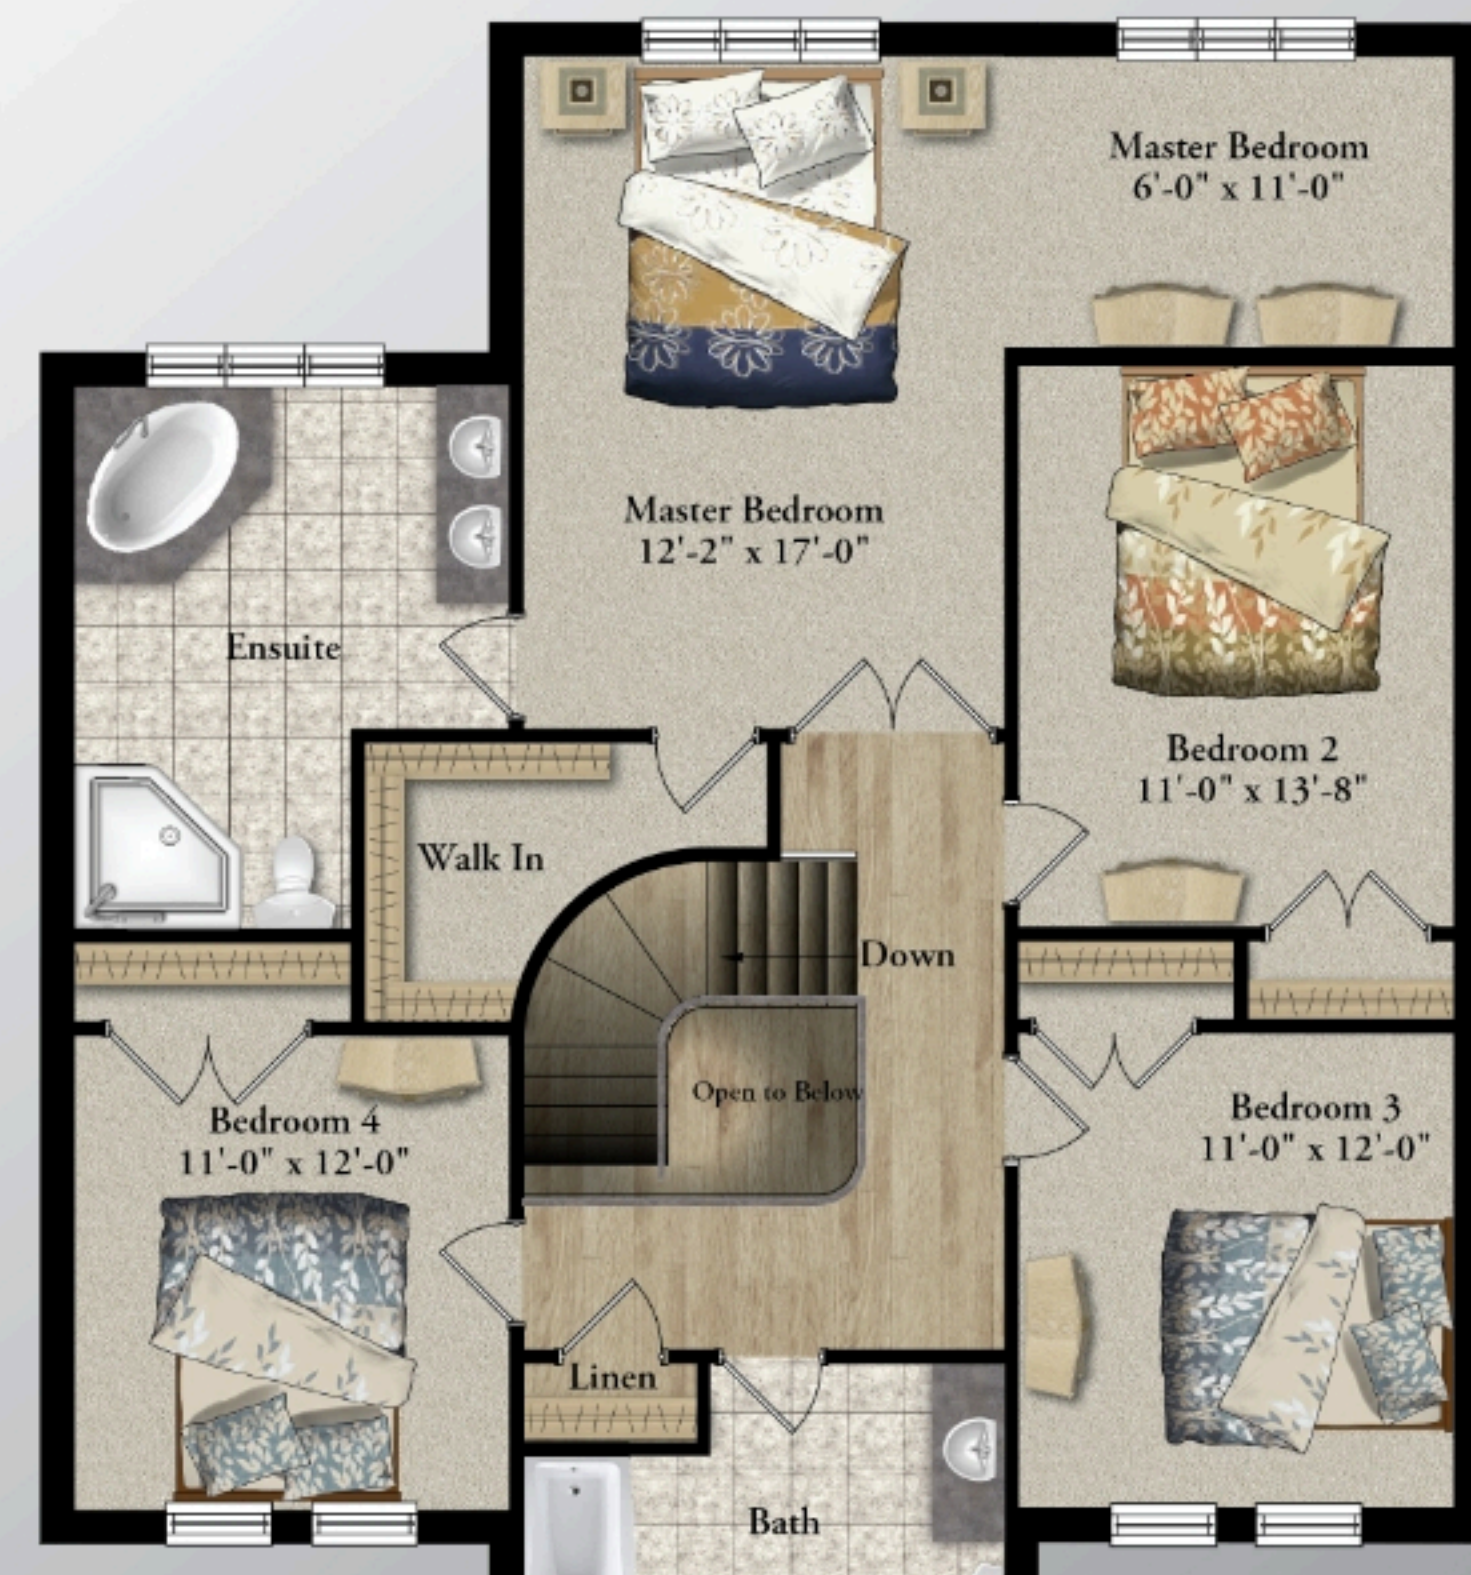 Master Bedroom
6'-0" x 11'-0"
Master Bedroom
12'-2" x 17'-0"
Ensuite
Bedroom 2
11'-0" x 13'-8"
Walk In
Down
Open to Below
Bedroom 4
11'-0" x 12'-0"
Bedroom 3
11'-0" x 12'-0"
Linen
Bath